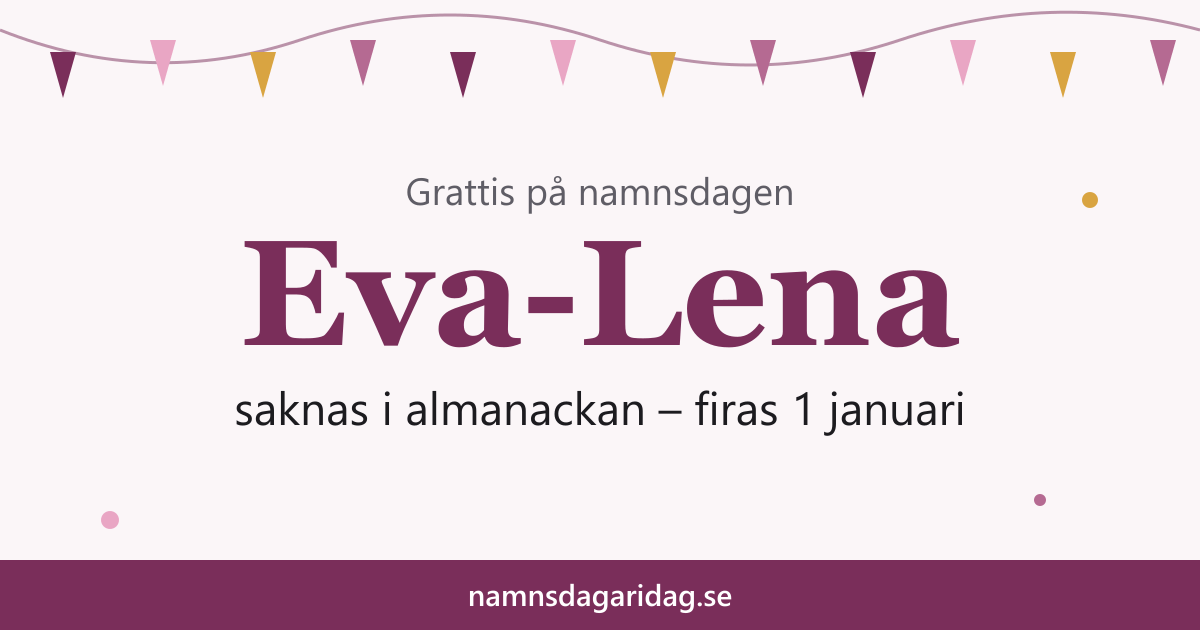 Grattis på namnsdagen
Eva-Lena
saknas i almanackan – firas 1 januari
namnsdagaridag.se